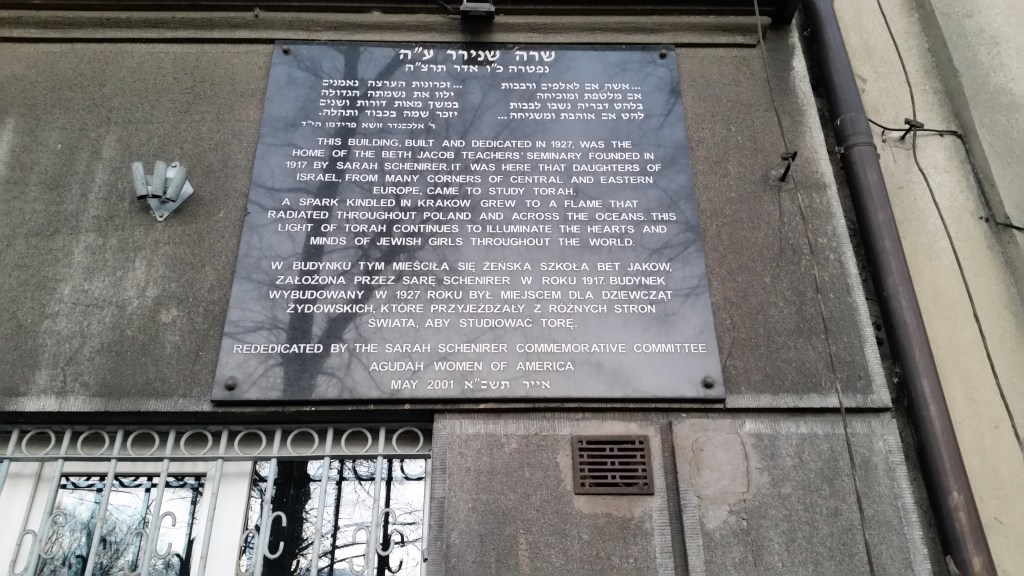 שרה שנירר ע"ה
נפטרה כ"ו אדר תרצ"ה
...אשה אם לאלפים ורבבות
אם מלטפת ומוכיחה
בלהט דבריה נשבו לבבות
להט אם אוהבת ומשגיחה...
...זכרונות הערצה נאמנים
ילוו את נשמתה הגדולה
במשך מאות דורות ושנים
יזכר שמה בכבוד ותהלה.
ר' אלכסנדר זושא פרידמן הי"ד
THIS BUILDING, BUILT AND DEDICATED IN 1927, WAS THE
HOME OF THE BETH JACOB TEACHERS' SEMINARY FOUNDED IN
1917 BY SARAH SCHENIRER. IT WAS HERE THAT DAUGHTERS OF
ISRAEL, FROM MANY CORNERS OF CENTRAL AND EASTERN
EUROPE, CAME TO STUDY TORAH.
A SPARK KINDLED IN KRAKOW GREW TO A FLAME THAT
RADIATED THROUGHOUT POLAND AND ACROSS THE OCEANS. THIS
LIGHT OF TORAH CONTINUES TO ILLUMINATE THE HEARTS AND
MINDS OF JEWISH GIRLS THROUGHOUT THE WORLD.
W BUDYNKU TYM MIEŚCIŁA SIĘ ŻEŃSKA SZKOŁA BET JAKOW,
ZAŁOŻONA PRZEZ SARĘ SCHENIRER W ROKU 1917. BUDYNEK
WYBUDOWANY W 1927 ROKU BYŁ MIEJSCEM DLA DZIEWCZĄT
ŻYDOWSKICH, KTÓRE PRZYJEŻDŻAŁY Z RÓŻNYCH STRON
ŚWIATA, ABY STUDIOWAĆ TORĘ.
REDEDICATED BY THE SARAH SCHENIRER COMMEMORATIVE COMMITTEE
AGUDAH WOMEN OF AMERICA
MAY 2001 אייר תשס"א